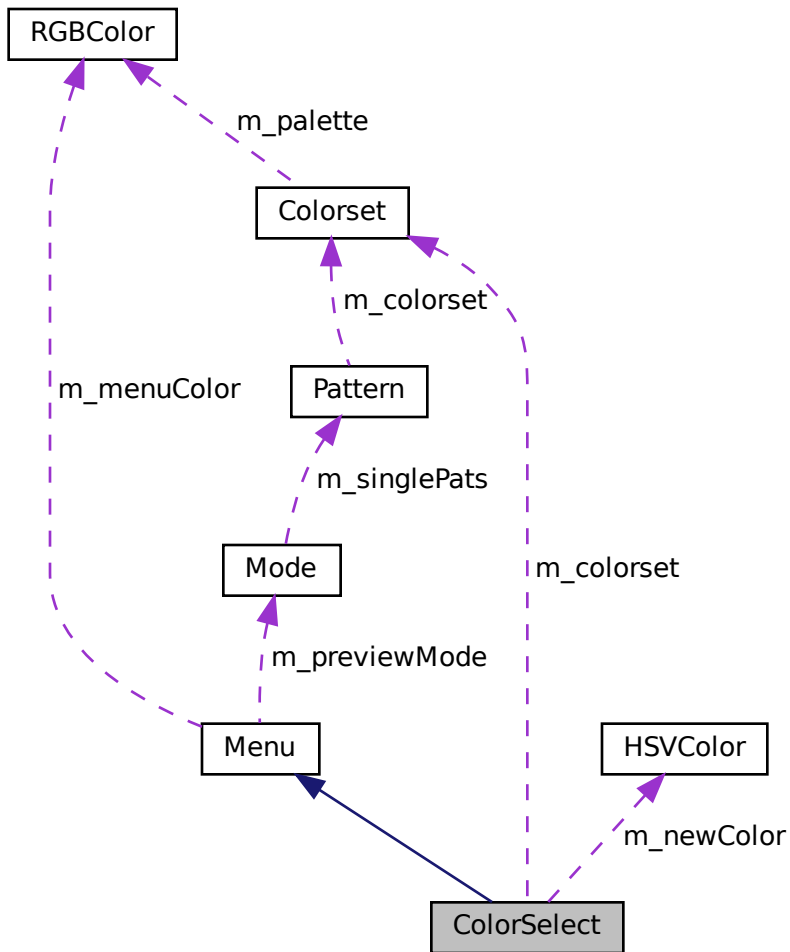 RGBColor
m_palette
Colorset
m_colorset
m_menuColor
Pattern
m_singlePats
Mode
m_colorset
m_previewMode
Menu
HSVColor
m_newColor
ColorSelect